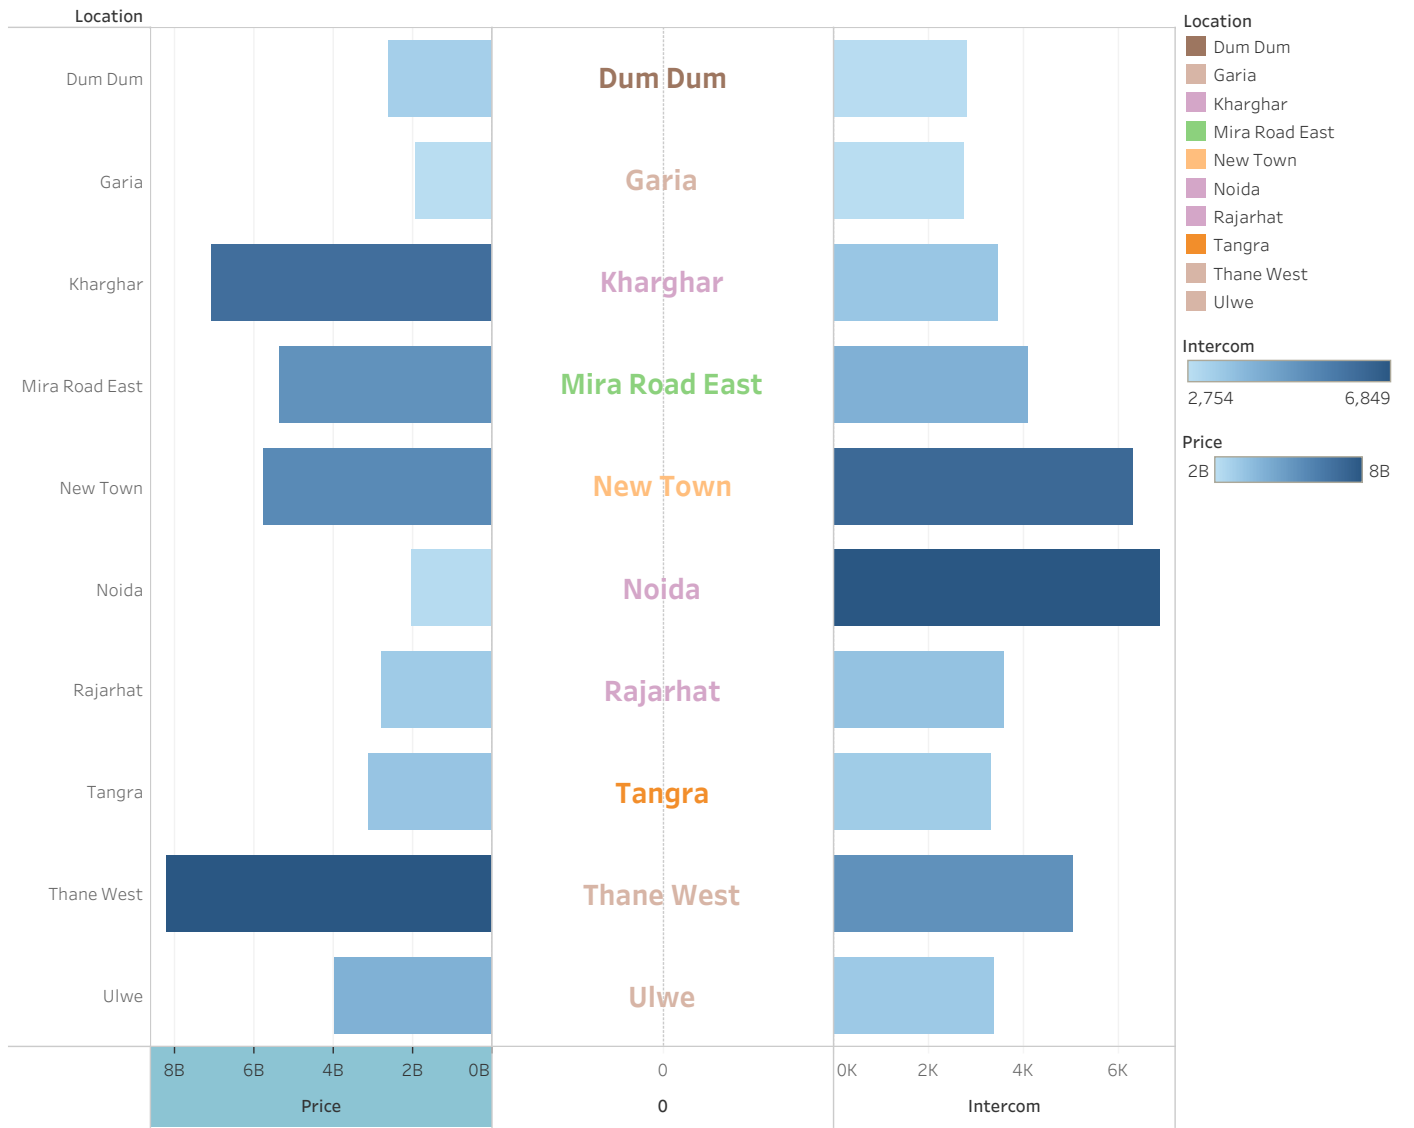 Location
Dum Dum
Garia
Kharghar
Mira Road East
New Town
Noida
Rajarhat
Tangra
Thane West
Ulwe
Dum Dum
Garia
Kharghar
Mira Road East
New Town
Noida
Rajarhat
Tangra
Thane West
Ulwe
8B 6B 4B 2B 0B
Price
0
0
0K 2K 4K 6K
Intercom
Location
Dum Dum
Garia
Kharghar
Mira Road East
New Town
Noida
Rajarhat
Tangra
Thane West
Ulwe
Intercom
2,754 6,849
Price
2B 8B